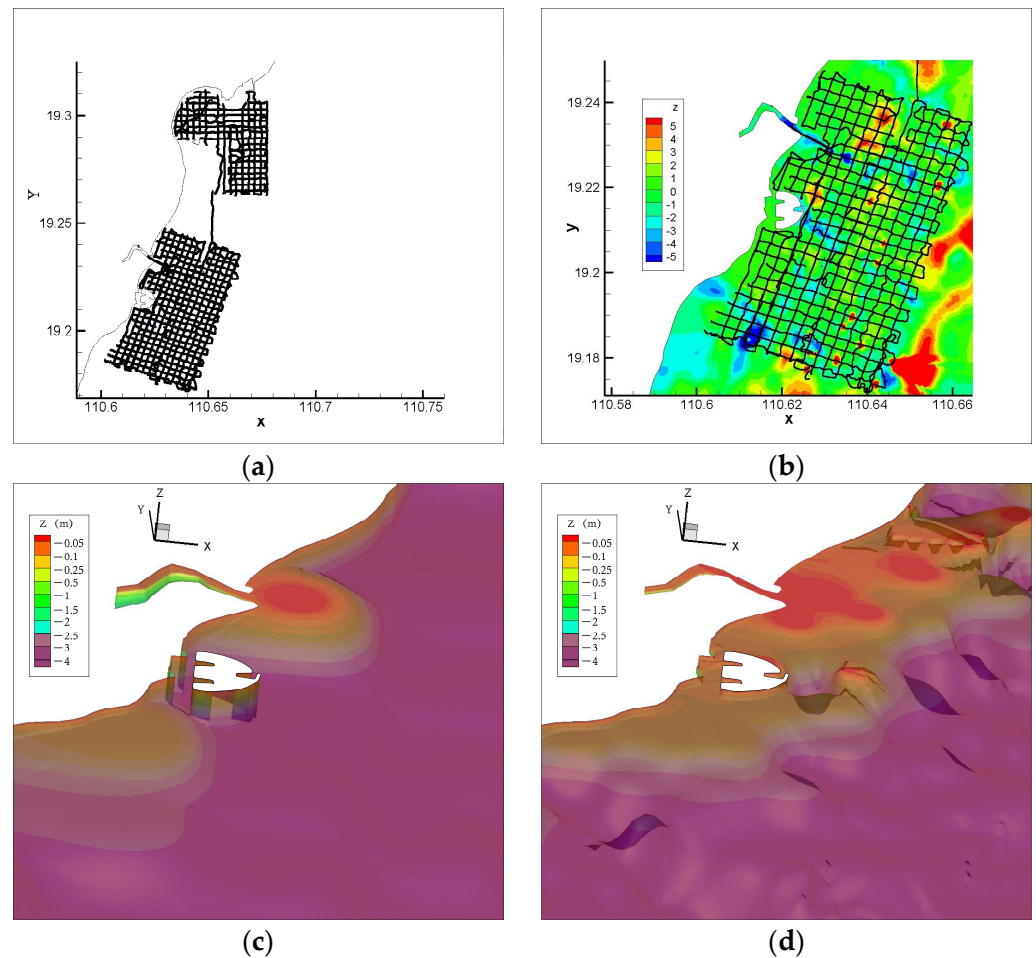 Y
19.3
19.25
19.2
110.6
110.65
110.7
110.75
x
(a)
y
19.24
19.22
19.2
19.18
z
5
4
3
2
1
0
-1
-2
-3
-4
-5
110.58
110.6
110.62
110.64
110.66
x
(b)
Z (m)
-0.05
-0.1
-0.25
-0.5
-1
-1.5
-2
-2.5
-3
-4
Z
Y
X
(c)
Z (m)
-0.05
-0.1
-0.25
-0.5
-1
-1.5
-2
-2.5
-3
-4
Z
Y
X
(d)